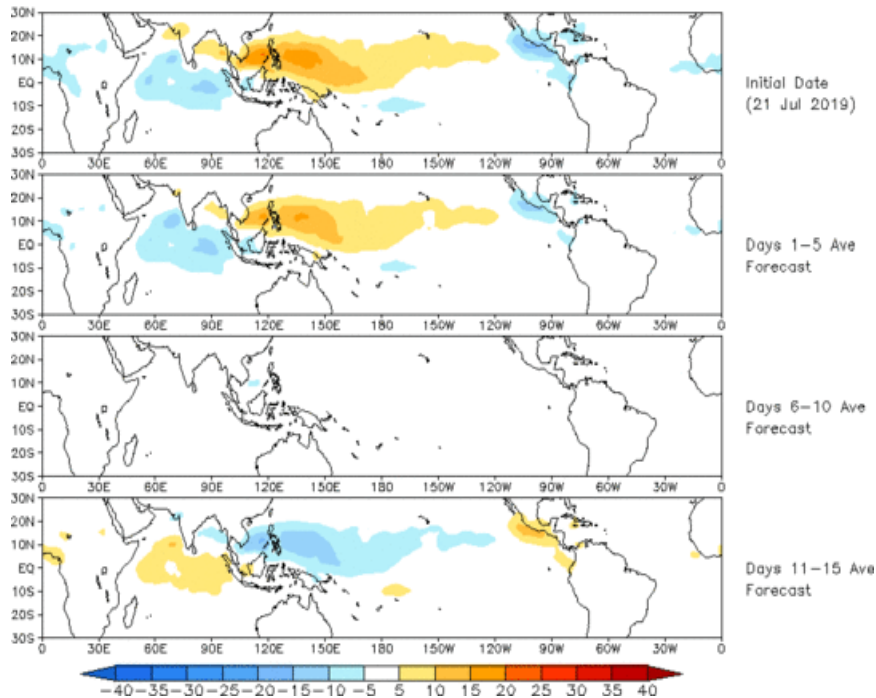 30N
20N
10N
EQ
10S
20S
30S
0 30E 60E 90E 120E 150E 180 150W 120W 90W 60W 30W 0
Initial Date
(21 Jul 2019)
30N
20N
10N
EQ
10S
20S
30S
0 30E 60E 90E 120E 150E 180 150W 120W 90W 60W 30W 0
Days 1-5 Ave
Forecast
30N
20N
10N
EQ
10S
20S
30S
0 30E 60E 90E 120E 150E 180 150W 120W 90W 60W 30W 0
Days 6-10 Ave
Forecast
30N
20N
10N
EQ
10S
20S
30S
0 30E 60E 90E 120E 150E 180 150W 120W 90W 60W 30W 0
Days 11-15 Ave
Forecast
-40 -35 -30 -25 -20 -15 -10 -5 5 10 15 20 25 30 35 40